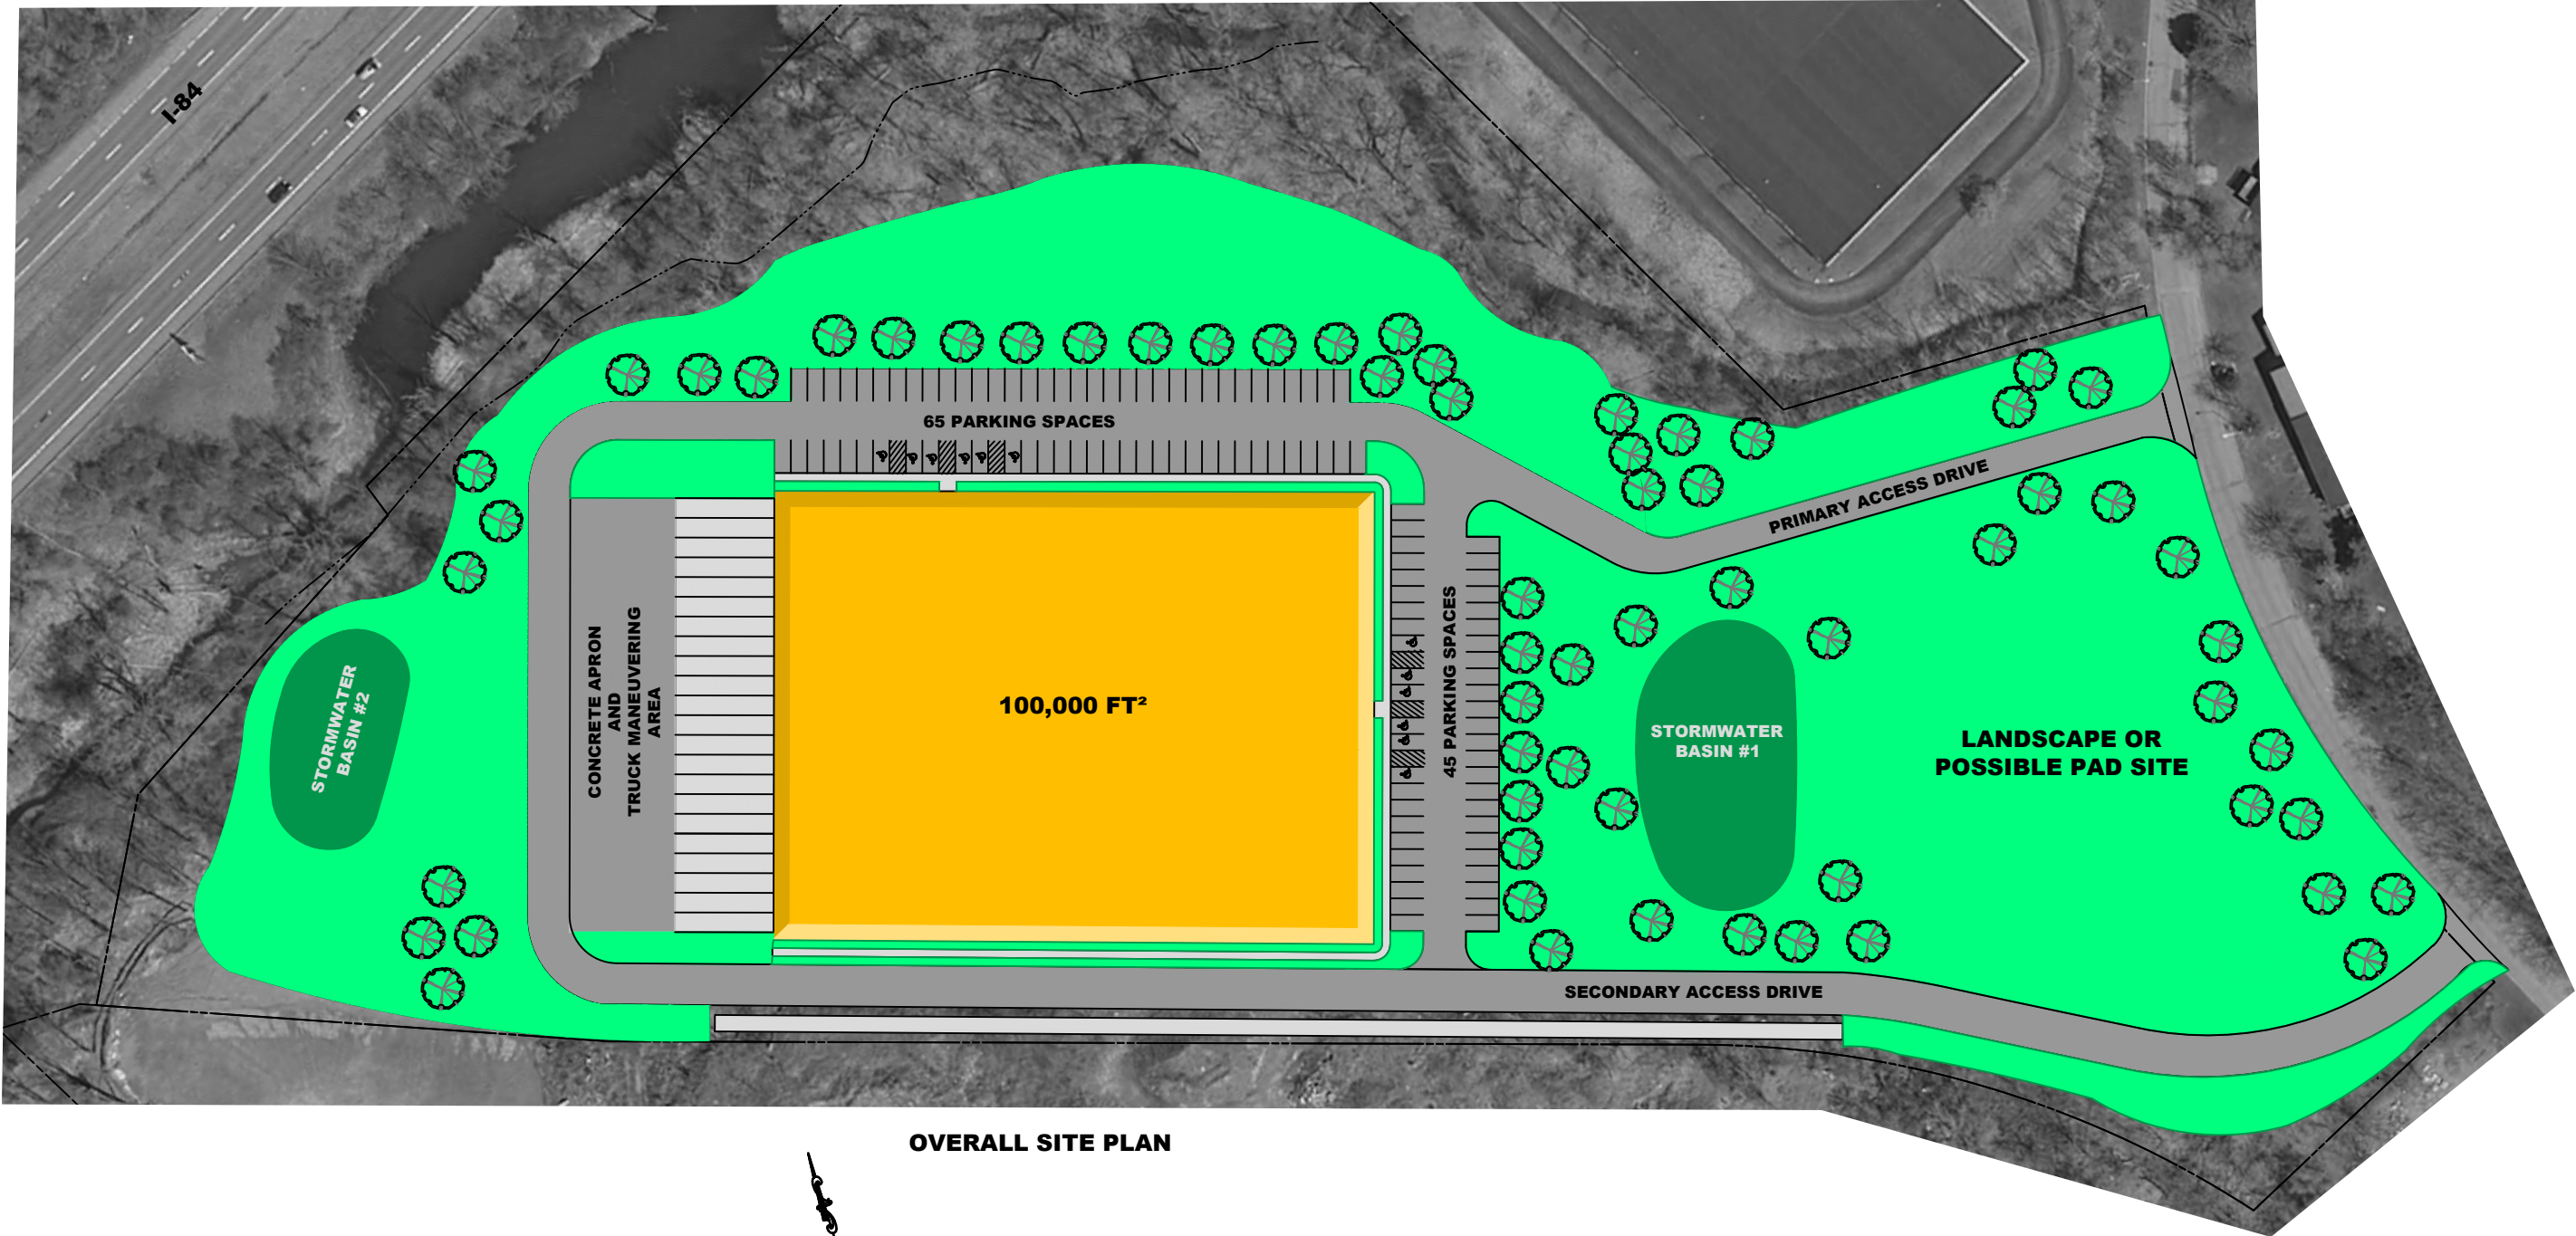 I-84
65 PARKING SPACES
PRIMARY ACCESS DRIVE
CONCRETE APRON
AND
TRUCK MANEUVERING
AREA
100,000 FT²
45 PARKING SPACES
STORMWATER
BASIN #2
STORMWATER
BASIN #1
LANDSCAPE OR
POSSIBLE PAD SITE
SECONDARY ACCESS DRIVE
OVERALL SITE PLAN